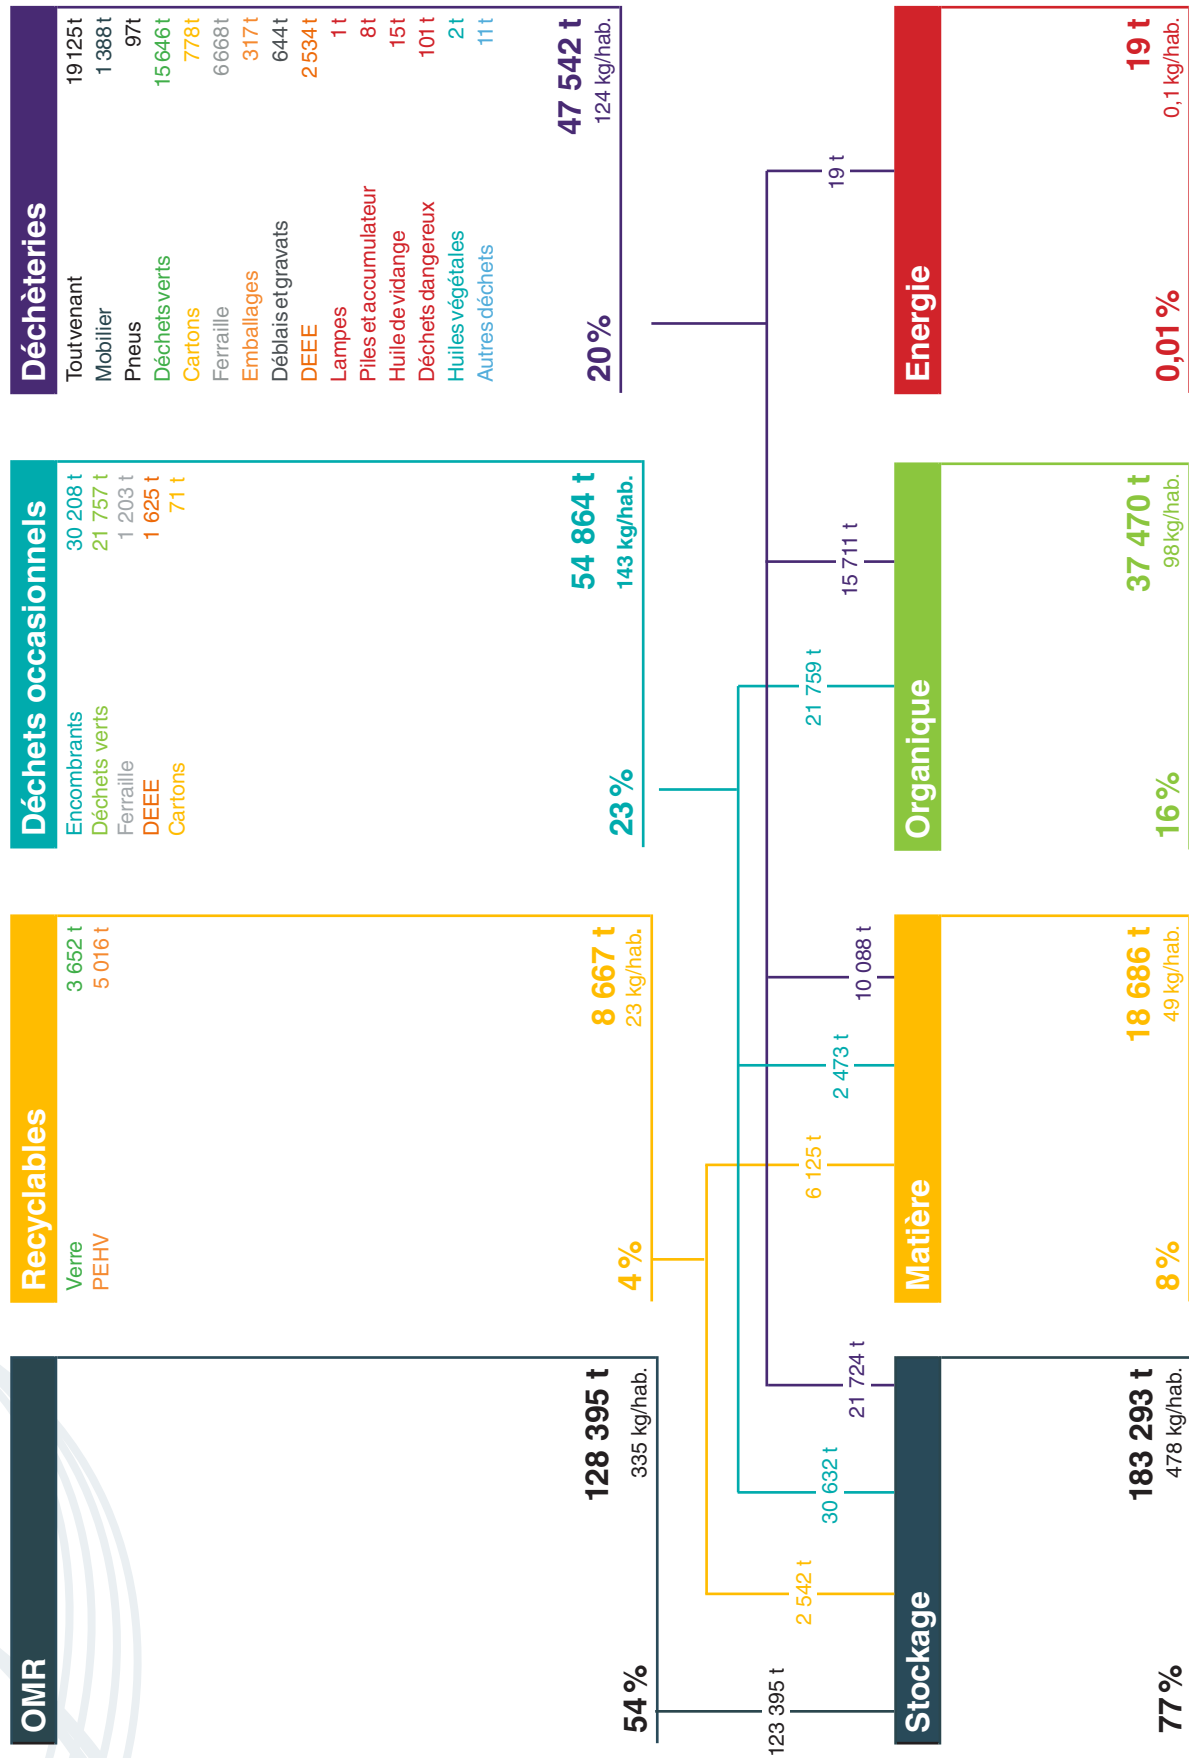 OMR
128 395 t
335 kg/hab.
54 %
Recyclables
Verre 3 652 t
PEHV 5 016 t
8 667 t
23 kg/hab.
4 %
Déchets occasionnels
Encombrants 30 208 t
Déchets verts 21 757 t
Ferraille 1 203 t
DEEE 1 625 t
Cartons 71 t
54 864 t
143 kg/hab.
23 %
Déchèteries
Tout venant 19 125 t
Mobilier 1 388 t
Pneus 97 t
Déchets verts 15 646 t
Cartons 778 t
Ferraille 6 668 t
Emballages 317 t
Déblais et gravats 644 t
DEEE 2 534 t
Lampes 1 t
Piles et accumulateur 8 t
Huile de vidange 15 t
Déchets dangereux 101 t
Huiles végétales 2 t
Autres déchets 11 t
47 542 t
124 kg/hab.
20 %
123 395 t
2 542 t
30 632 t
21 724 t
6 125 t
2 473 t
10 088 t
21 759 t
15 711 t
19 t
Stockage
183 293 t
478 kg/hab.
77 %
Matière
18 686 t
49 kg/hab.
8 %
Organique
37 470 t
98 kg/hab.
16 %
Energie
19 t
0,1 kg/hab.
0,01 %